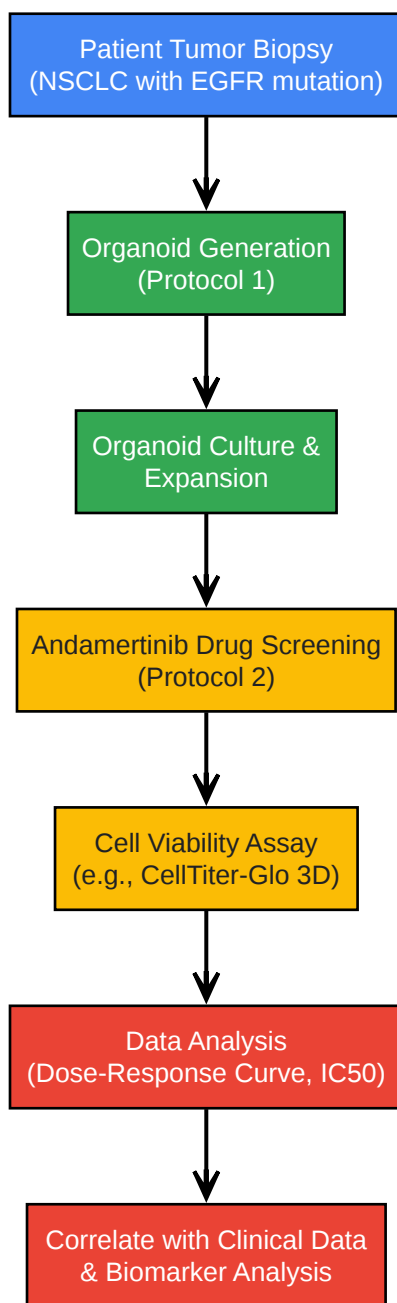 Patient Tumor Biopsy
(NSCLC with EGFR mutation)
Organoid Generation
(Protocol 1)
Organoid Culture &
Expansion
Andamertinib Drug Screening
(Protocol 2)
Cell Viability Assay
(e.g., CellTiter-Glo 3D)
Data Analysis
(Dose-Response Curve, IC50)
Correlate with Clinical Data
& Biomarker Analysis